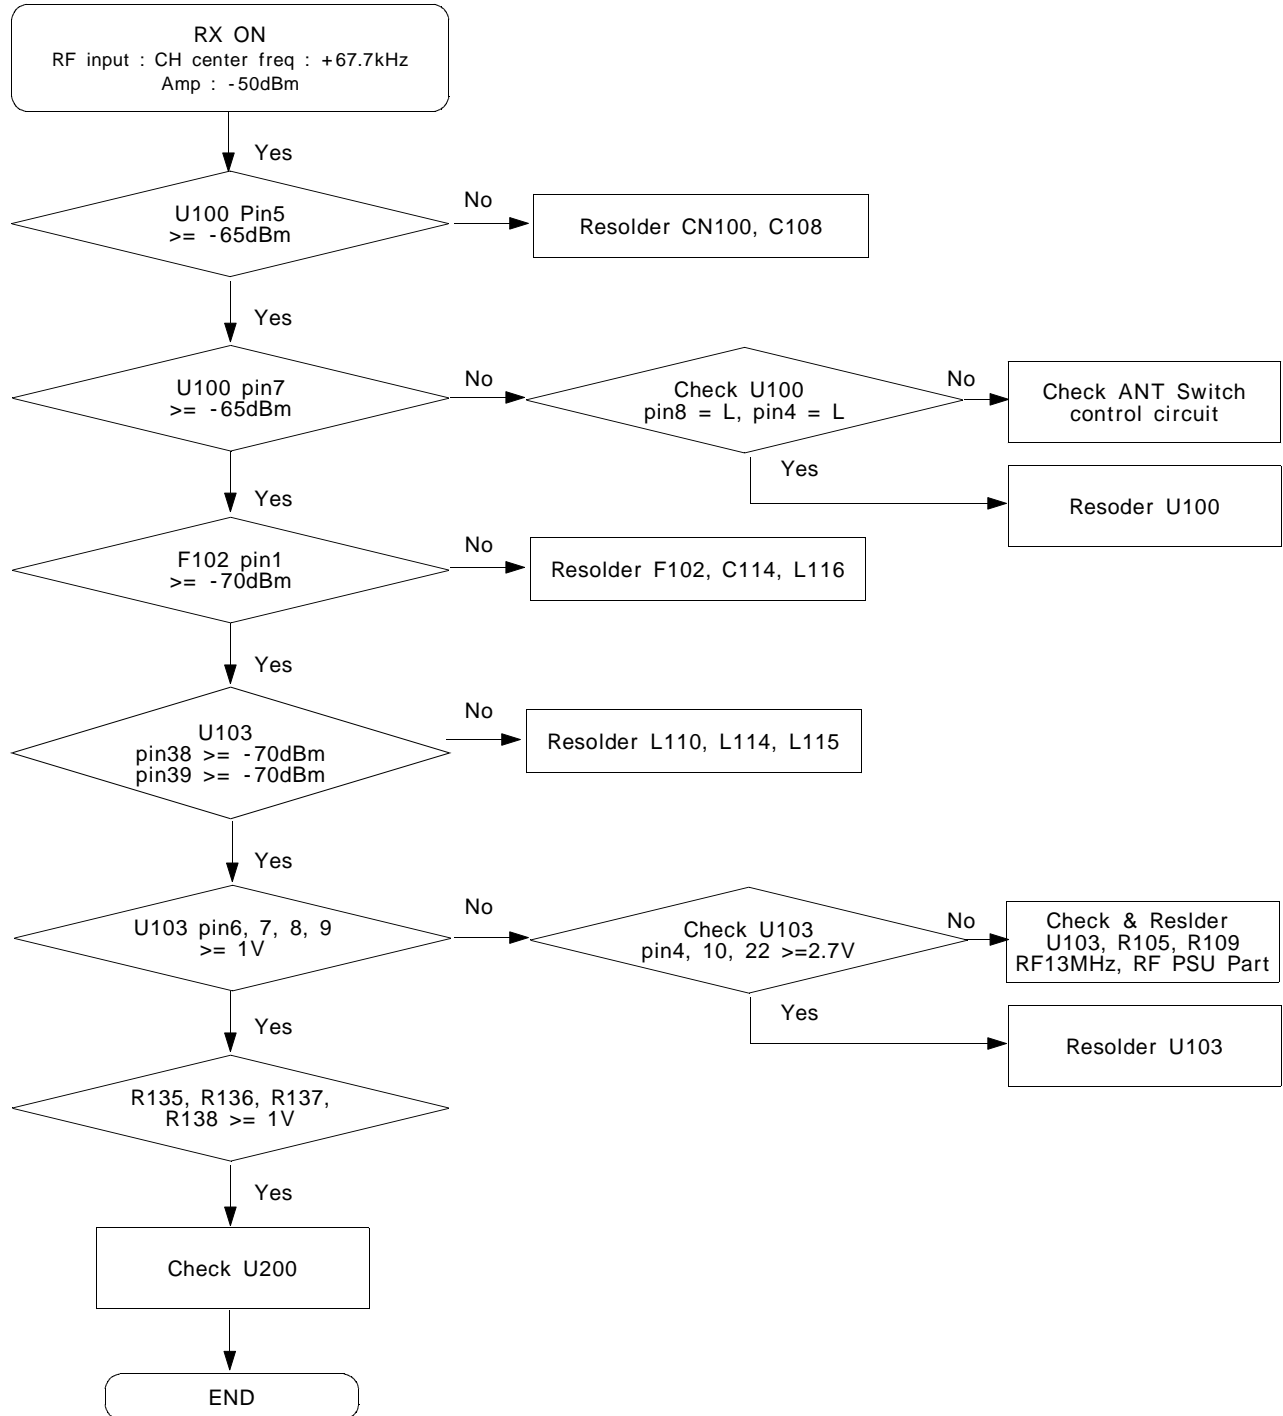 RX ON
RF input : CH center freq : +67.7kHz
Amp : -50dBm
Yes
U100 Pin5
>= -65dBm
No
Resolder CN100, C108
Yes
U100 pin7
>= -65dBm
No
Check U100
pin8 = L, pin4 = L
No
Check ANT Switch
control circuit
Yes
Resoder U100
Yes
F102 pin1
>= -70dBm
No
Resolder F102, C114, L116
Yes
U103
pin38 >= -70dBm
pin39 >= -70dBm
No
Resolder L110, L114, L115
Yes
U103 pin6, 7, 8, 9
>= 1V
No
Check U103
pin4, 10, 22 >=2.7V
No
Check & Reslder
U103, R105, R109
RF13MHz, RF PSU Part
Yes
Resolder U103
Yes
R135, R136, R137,
R138 >= 1V
Yes
Check U200
END